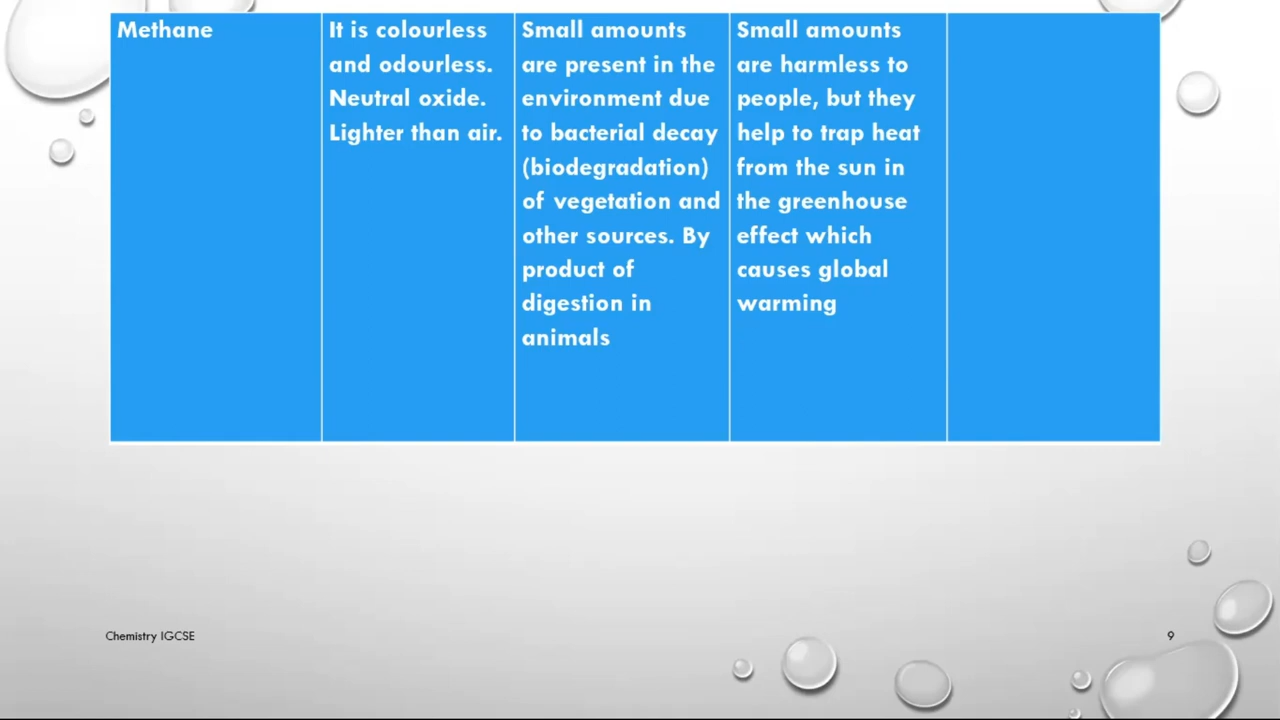 Methane
It is colourless
and odourless.
Neutral oxide.
Lighter than air.
Small amounts
are present in the
environment due
to bacterial decay
(biodegradation)
of vegetation and
other sources. By
product of
digestion in
animals
Small amounts
are harmless to
people, but they
help to trap heat
from the sun in
the greenhouse
effect which
causes global
warming
Chemistry IGCSE
9